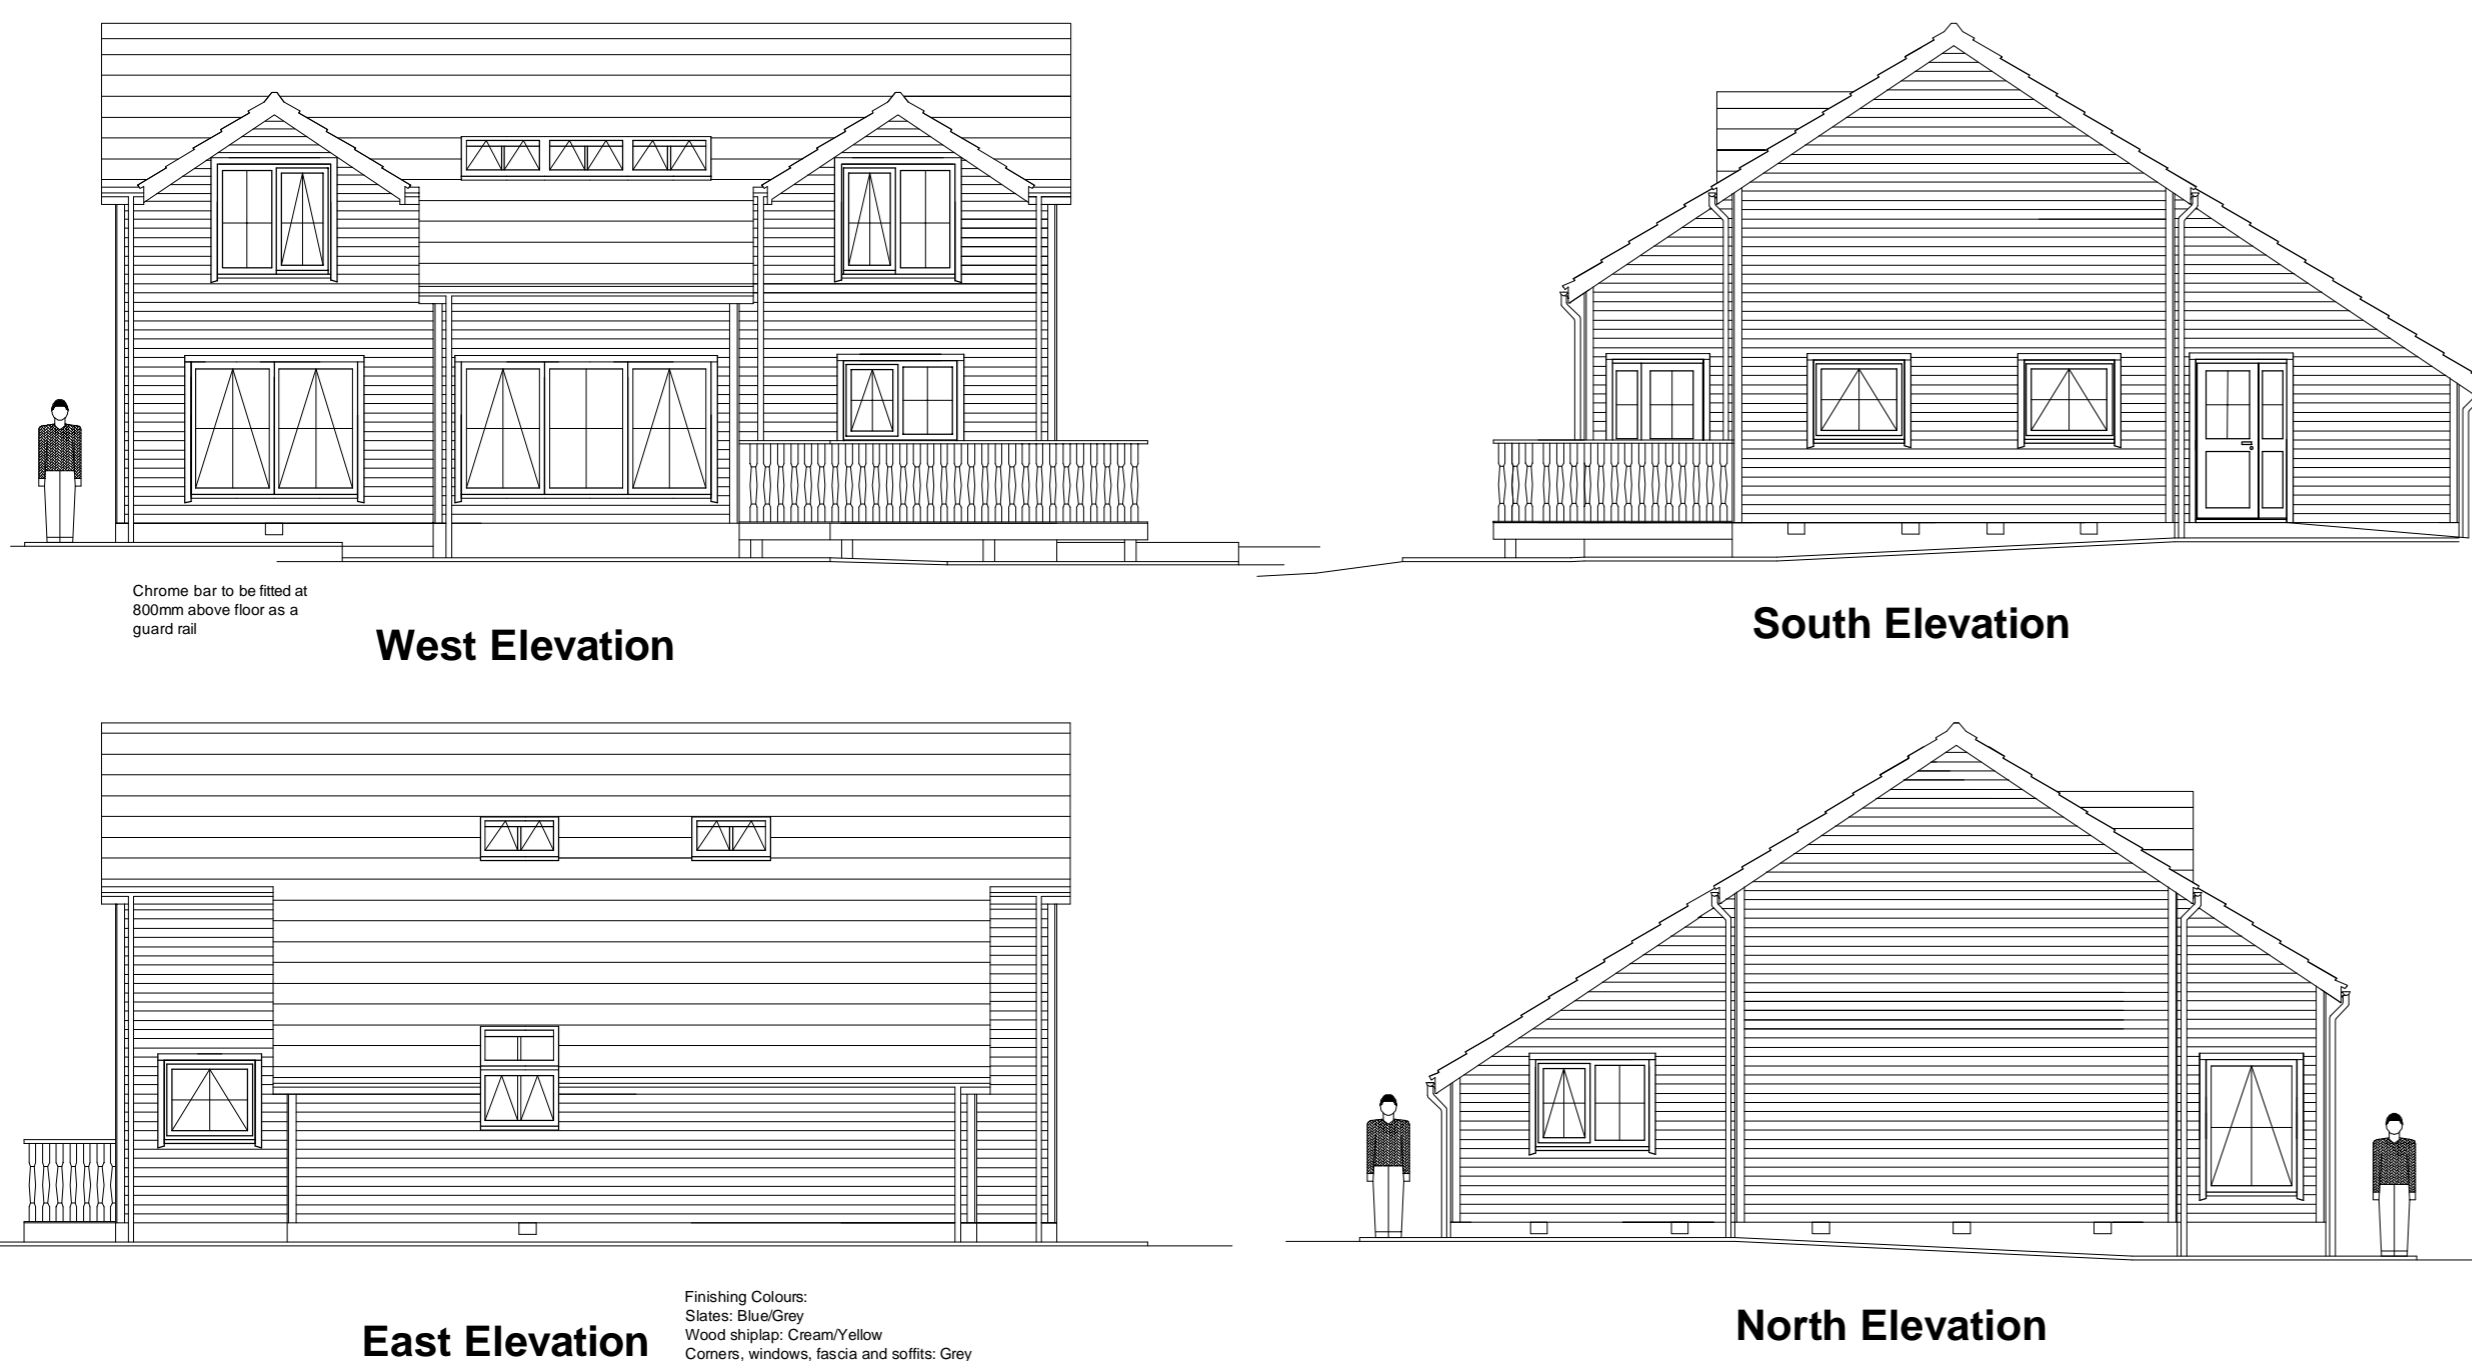 Chrome bar to be fitted at
800mm above floor as a
guard rail
West Elevation
South Elevation
East Elevation
Finishing Colours:
Slates: Blue/Grey
Wood shiplap: Cream/Yellow
Corners, windows, fascia and soffits: Grey
North Elevation